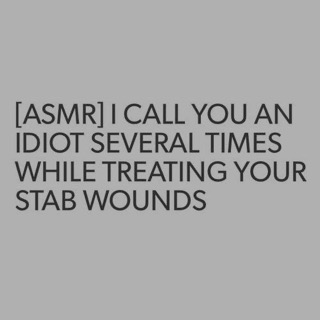 [ASMR] I CALL YOU AN
IDIOT SEVERAL TIMES
WHILE TREATING YOUR
STAB WOUNDS